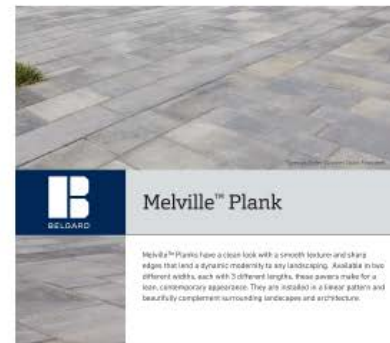 BELGARD
Melville™ Plank
Melville™ Planks have a clean look with a smooth texture and sharp
edges that lend a dynamic modernity to any landscaping. Available in two
different widths, each with 3 different lengths, these pavers make for a
lean, contemporary appearance. They are installed in a linear pattern and
beautifully complement surrounding landscapes and architecture.